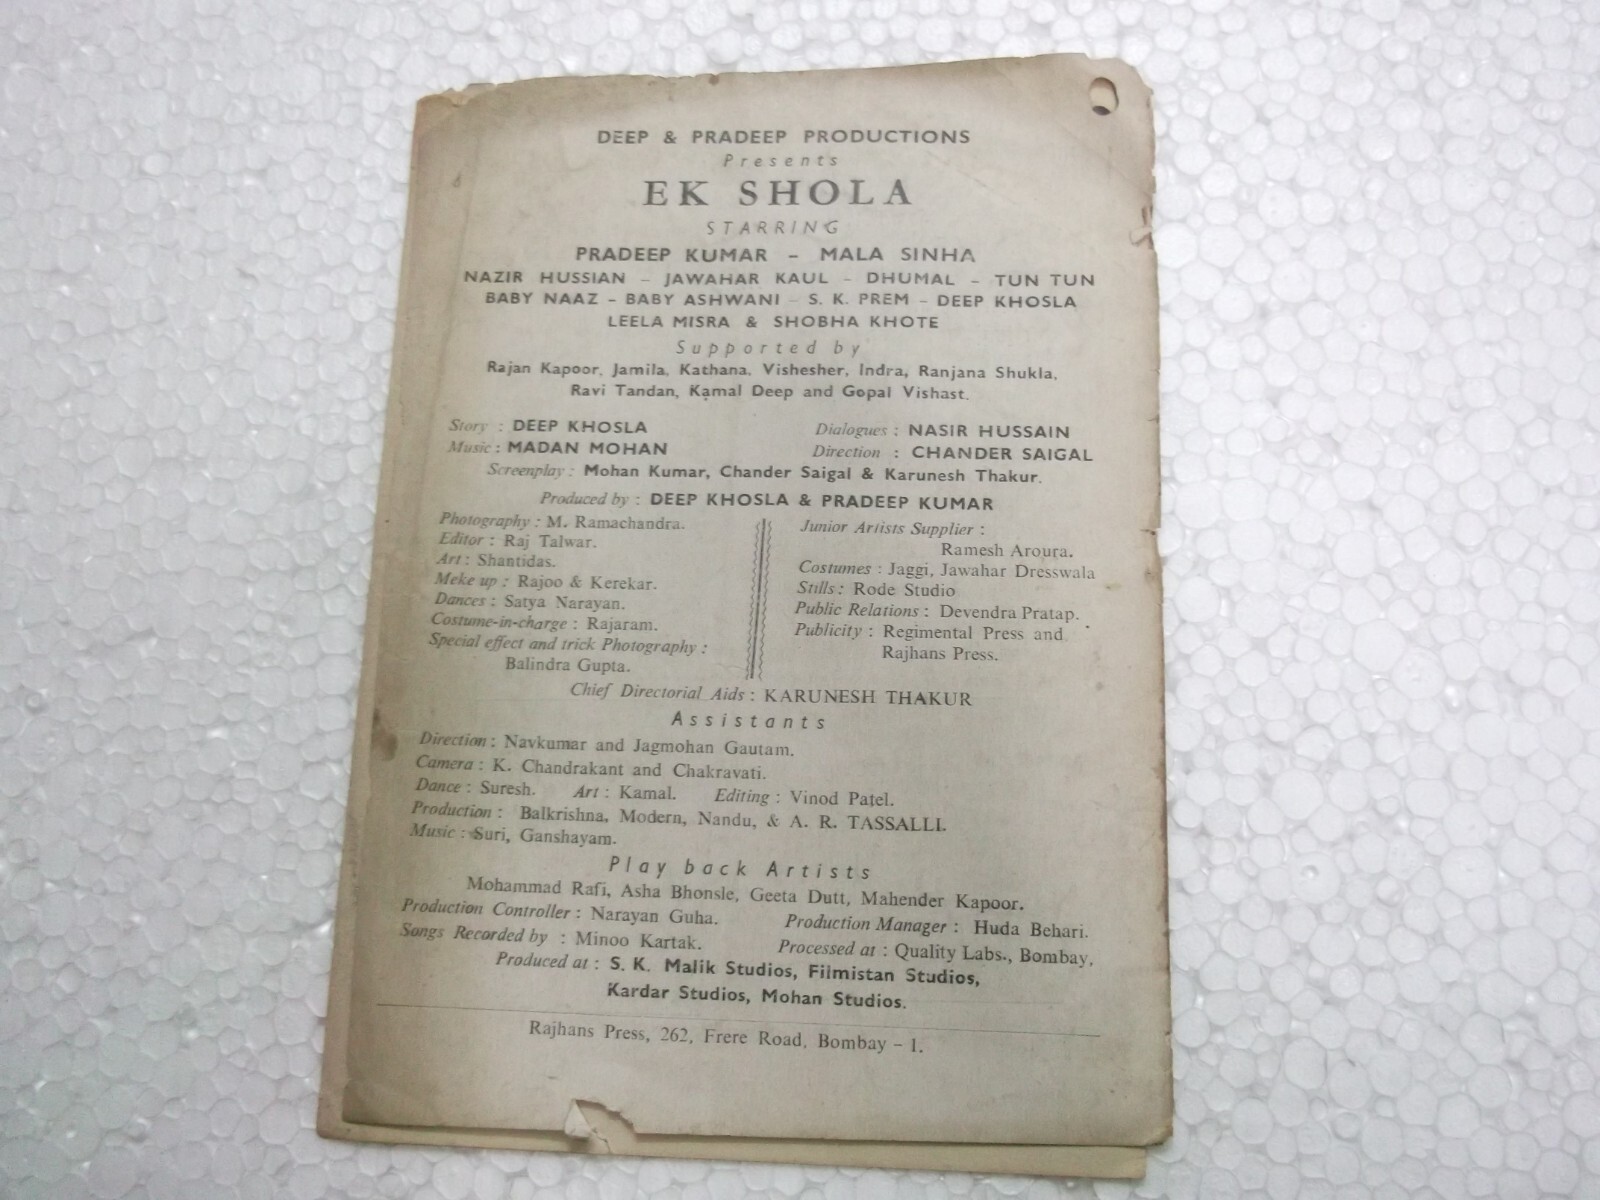 DEEP & PRADEEP PRODUCTIONS
Presents
EK SHOLA
STARRING
PRADEEP KUMAR – MALA SINHA
NAZIR HUSSIAN – JAWAHAR KAUL – DHUMAL – TUN TUN
BABY NAAZ – BABY ASHWANI – S. K. PREM – DEEP KHOSLA
LEELA MISRA & SHOBHA KHOTE
Supported by
Rajan Kapoor, Jamila, Kathana, Vishesher, Indra, Ranjana Shukla,
Ravi Tandan, Kamal Deep and Gopal Vishast.
Story : DEEP KHOSLA
Dialogues : NASIR HUSSAIN
Music : MADAN MOHAN
Direction : CHANDER SAIGAL
Screenplay : Mohan Kumar, Chander Saigal & Karunesh Thakur.
Produced by : DEEP KHOSLA & PRADEEP KUMAR
Photography : M. Ramachandra.
Editor : Raj Talwar.
Art : Shantidas.
Meke up : Rajoo & Kerekar.
Dances : Satya Narayan.
Costume-in-charge : Rajaram.
Special effect and trick Photography :
Balindra Gupta.
Junior Artists Supplier :
Ramesh Aroura.
Costumes : Jaggi, Jawahar Dresswala
Stills : Rode Studio
Public Relations : Devendra Pratap.
Publicity : Regimental Press and
Rajhans Press.
Chief Directorial Aids : KARUNESH THAKUR
Assistants
Direction : Navkumar and Jagmohan Gautam.
Camera : K. Chandrakant and Chakravati.
Dance : Suresh. Art : Kamal. Editing : Vinod Patel.
Production : Balkrishna, Modern, Nandu, & A. R. TASSALLI.
Music : Suri, Ganshayam.
Play back Artists
Mohammad Rafi, Asha Bhonsle, Geeta Dutt, Mahender Kapoor.
Production Controller : Narayan Guha. Production Manager : Huda Behari.
Songs Recorded by : Minoo Kartak. Processed at : Quality Labs., Bombay.
Produced at : S. K. Malik Studios, Filmistan Studios,
Kardar Studios, Mohan Studios.
Rajhans Press, 262, Frere Road, Bombay – 1.